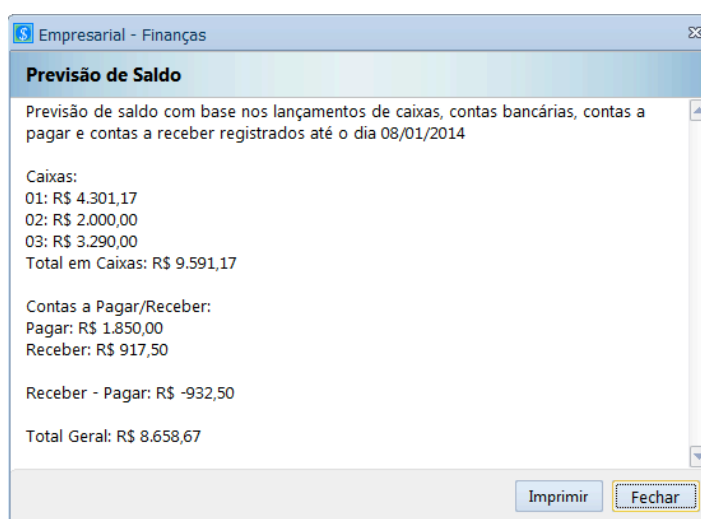 Empresarial - Finanças
Previsão de Saldo
Previsão de saldo com base nos lançamentos de caixas, contas bancárias, contas a
pagar e contas a receber registrados até o dia 08/01/2014
Caixas:
01: R$ 4.301,17
02: R$ 2.000,00
03: R$ 3.290,00
Total em Caixas: R$ 9.591,17
Contas a Pagar/Receber:
Pagar: R$ 1.850,00
Receber: R$ 917,50
Receber - Pagar: R$ -932,50
Total Geral: R$ 8.658,67
Imprimir
Fechar